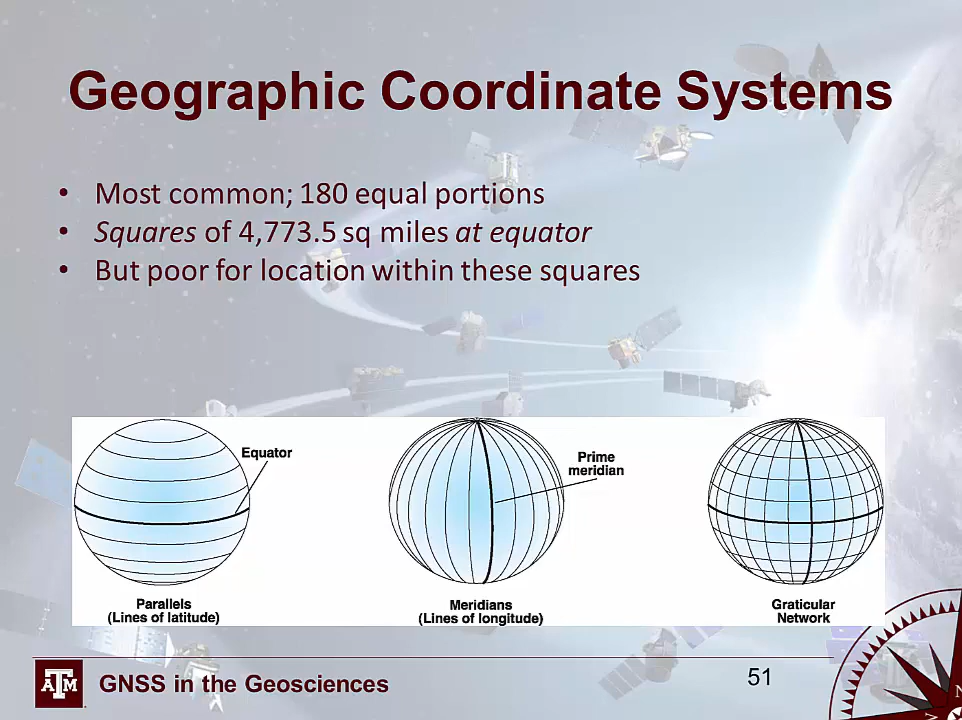 Geographic Coordinate Systems
• Most common; 180 equal portions
• Squares of 4,773.5 sq miles at equator
• But poor for location within these squares
Equator
Prime
meridian
Parallels
(Lines of latitude)
Meridians
(Lines of longitude)
Graticular
Network
ATM GNSS in the Geosciences
51
N